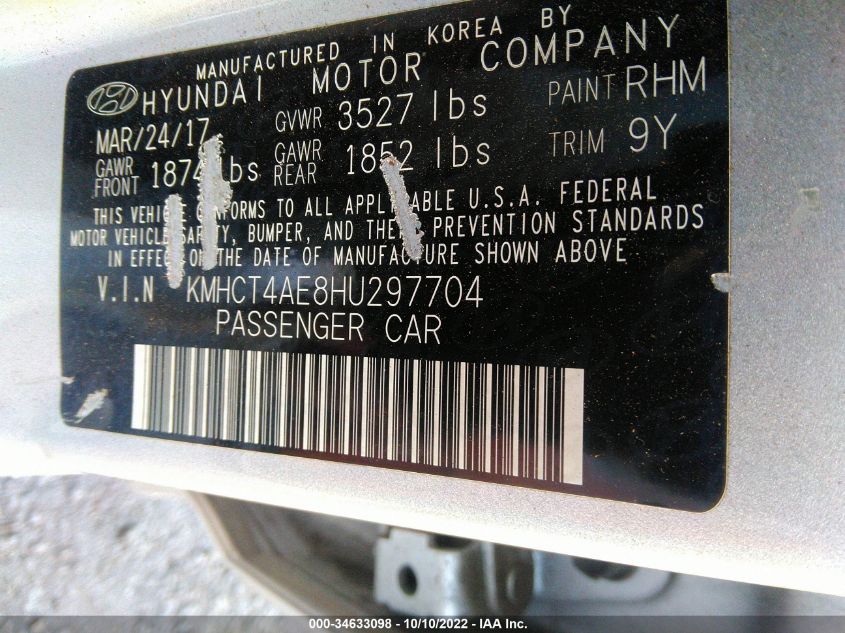 MANUFACTURED IN KOREA BY
HYUNDAI MOTOR COMPANY
MAR/24/17 GVWR 3527 lbs PAINT RHM
GAWR FRONT 1874 lbs GAWR REAR 1852 lbs TRIM 9Y
THIS VEHICLE CONFORMS TO ALL APPLICABLE U.S.A. FEDERAL
MOTOR VEHICLE SAFETY, BUMPER, AND THEFT PREVENTION STANDARDS
IN EFFECT ON THE DATE OF MANUFACTURE SHOWN ABOVE
V.I.N KMHCT4AE8HU297704
PASSENGER CAR
000-34633098 - 10/10/2022 - IAA Inc.